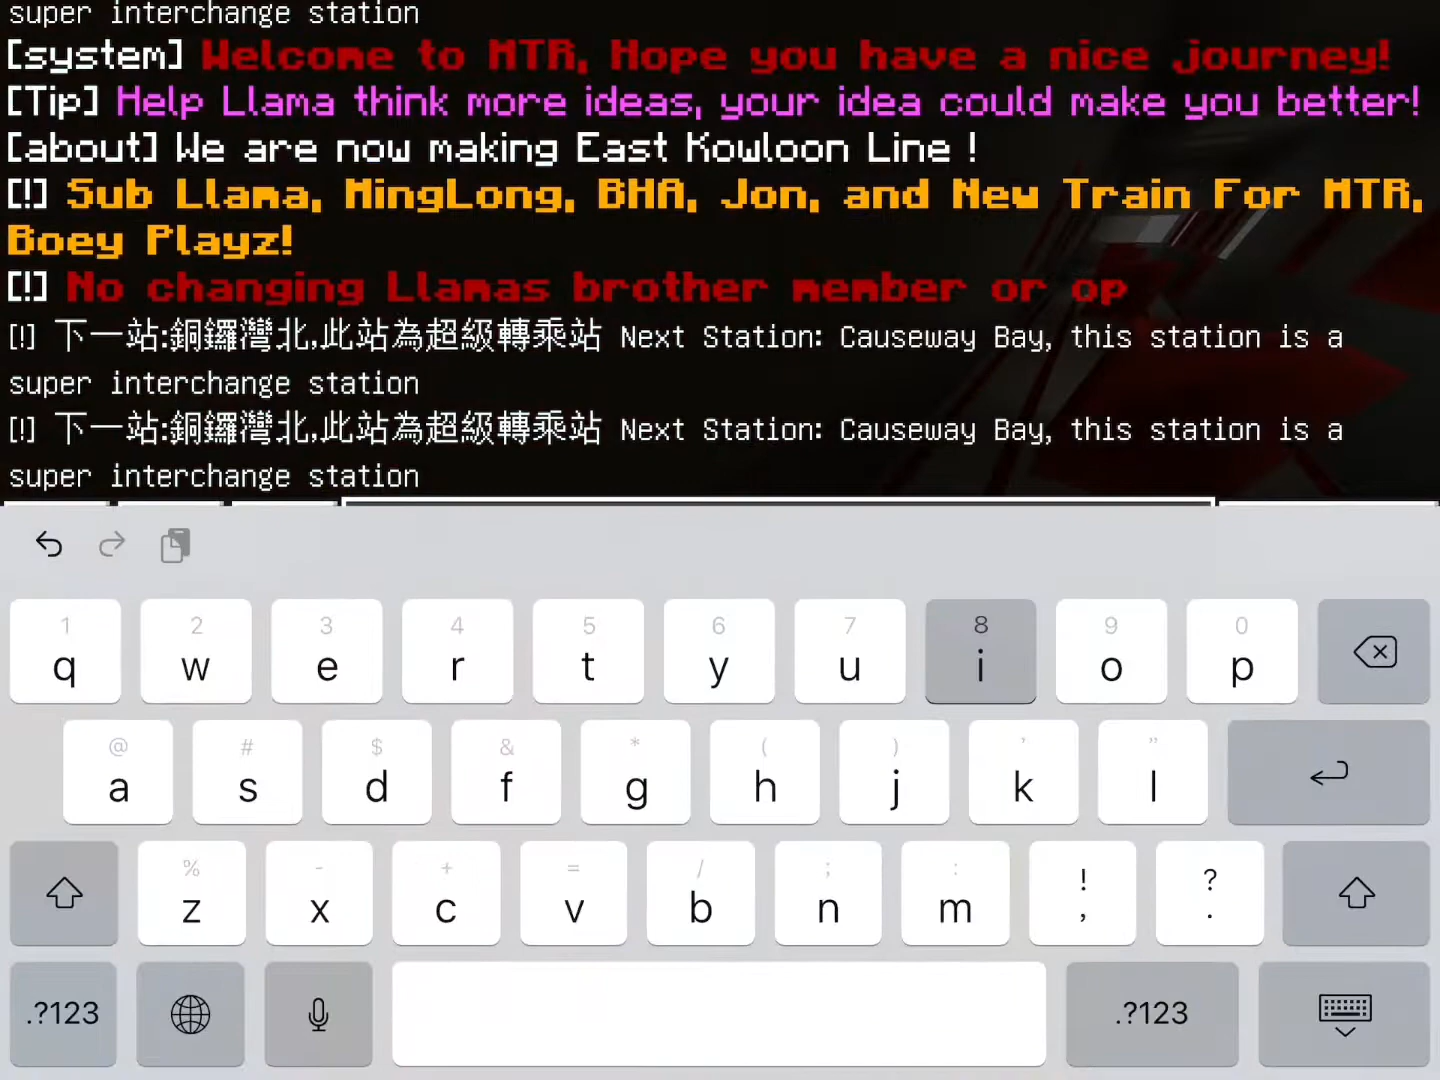 super interchange station
[system] Welcome to MTR, Hope you have a nice journey!
[Tip] Help Llama think more ideas, your idea could make you better!
[about] We are now making East Kowloon Line !
[!] Sub Llama, MingLong, BHA, Jon, and New Train For MTR,
Boey Playz!
[!] No changing Llamas brother member or op
[!] 下一站:銅鑼灣北,此站為超級轉乘站 Next Station: Causeway Bay, this station is a
super interchange station
[!] 下一站:銅鑼灣北,此站為超級轉乘站 Next Station: Causeway Bay, this station is a
super interchange station
1 2 3 4 5 6 7 8 9 0
q w e r t y u i o p
@ # $ & * ( ) ' "
a s d f g h j k l
% - + = / ; : ! ?
z x c v b n m , .
.?123 .?123